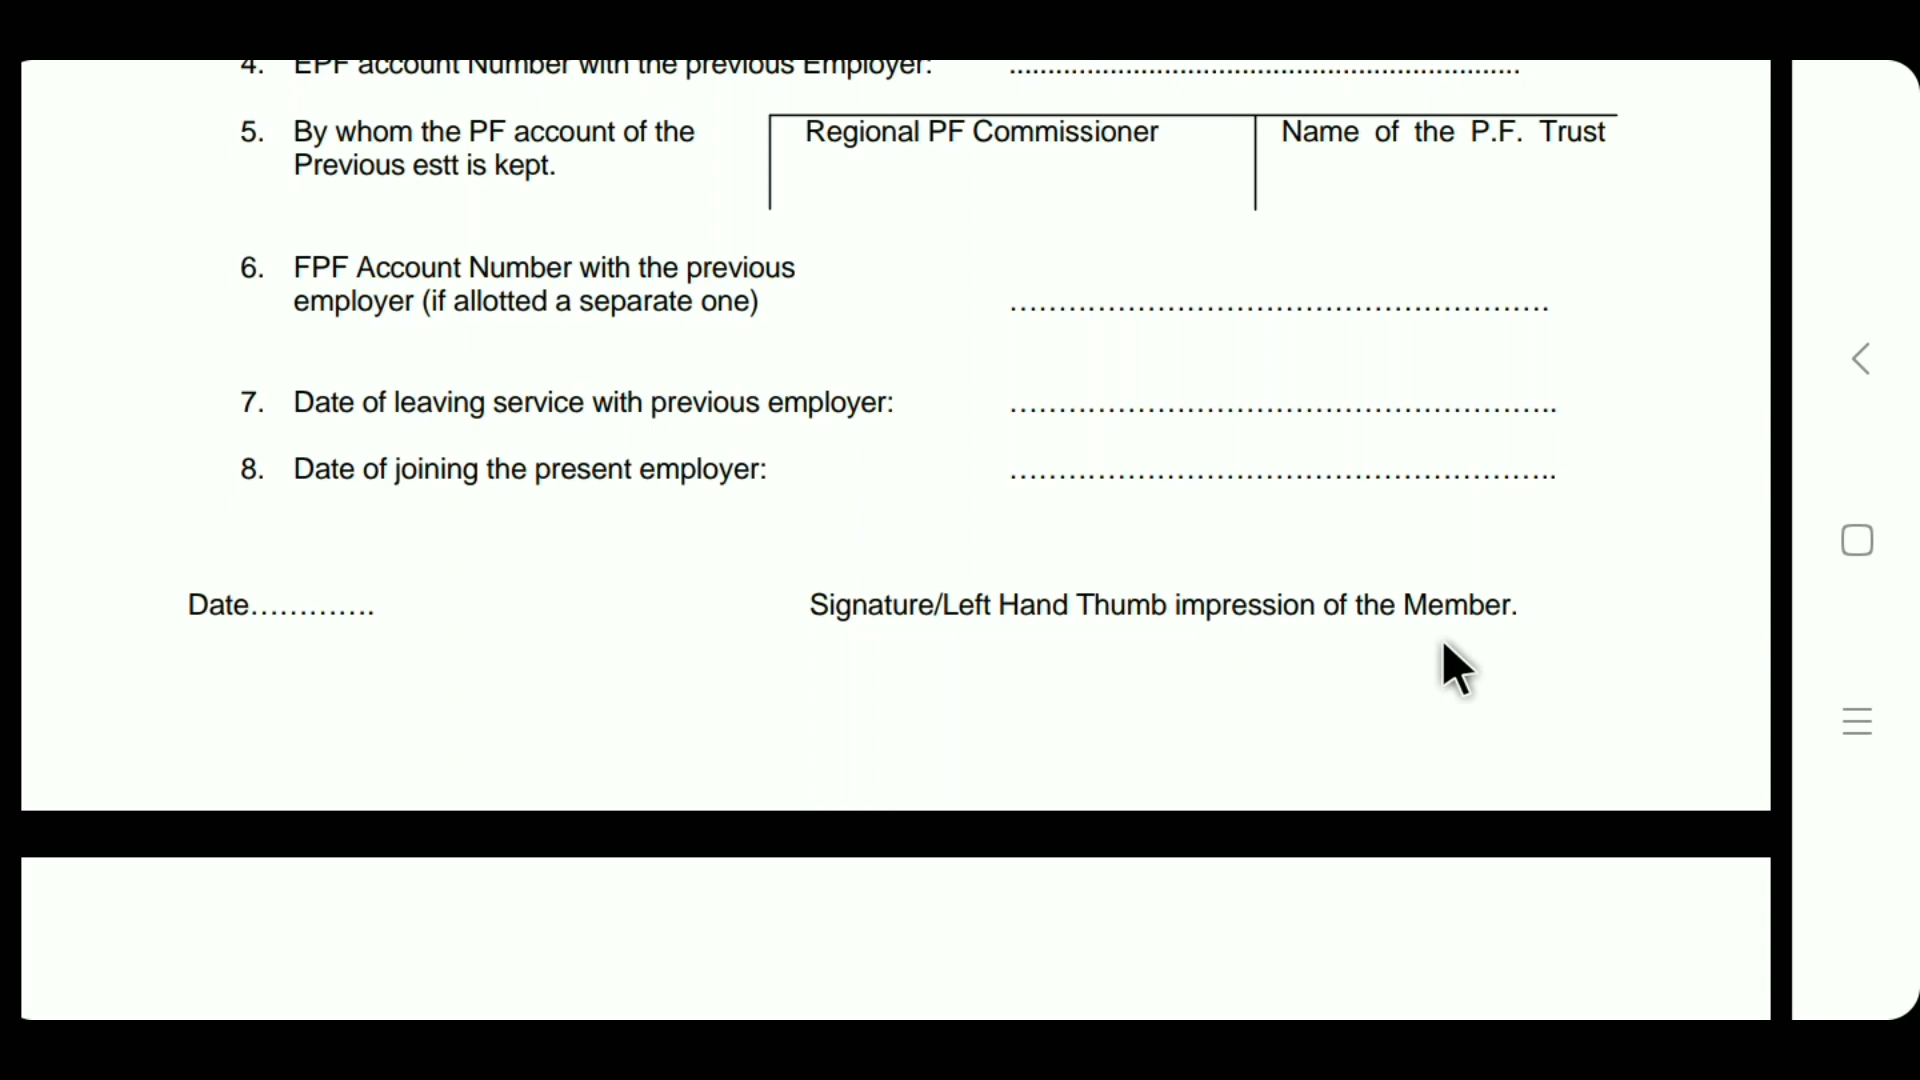 4. EPF account Number with the previous Employer: ..................................................................
5. By whom the PF account of the Regional PF Commissioner Name of the P.F. Trust
Previous estt is kept.
6. FPF Account Number with the previous
employer (if allotted a separate one) ……………………………………………….
7. Date of leaving service with previous employer: ………………………………………………..
8. Date of joining the present employer: ………………………………………………..
Date…………. Signature/Left Hand Thumb impression of the Member.